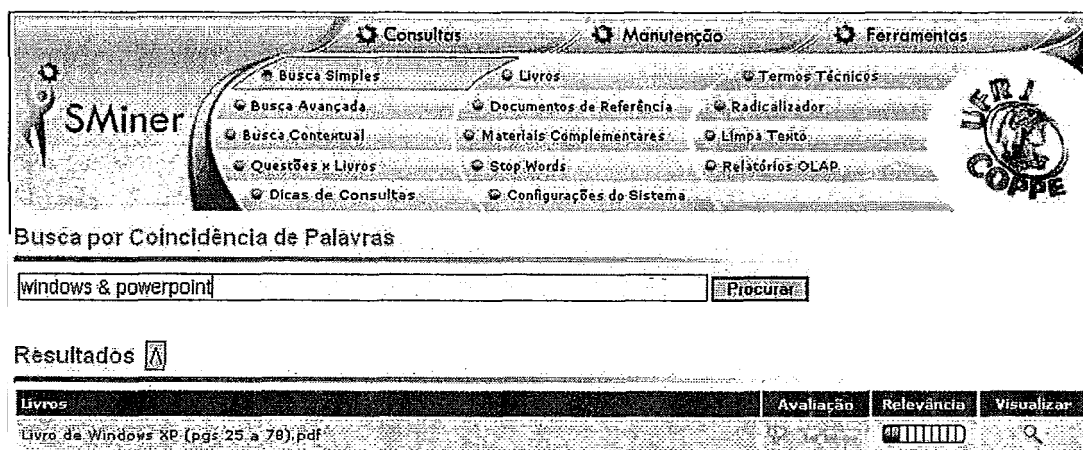 Consultas Manutenção Ferramentas
Busca Simples Livros Termos Técnicos
SMiner
Busca Avançada Documentos de Referência Radicalizador
Busca Contextual Materiais Complementares Limpa Texto
Questões x Livros Stop Words Relatórios OLAP
Dicas de Consultas Configurações do Sistema
UFRJ
COPPE
Busca por Coincidência de Palavras
windows & powerpoint Procurar
Resultados
Livros Avaliação Relevância Visualizar
Livro de Windows XP (pgs 25 a 78).pdf